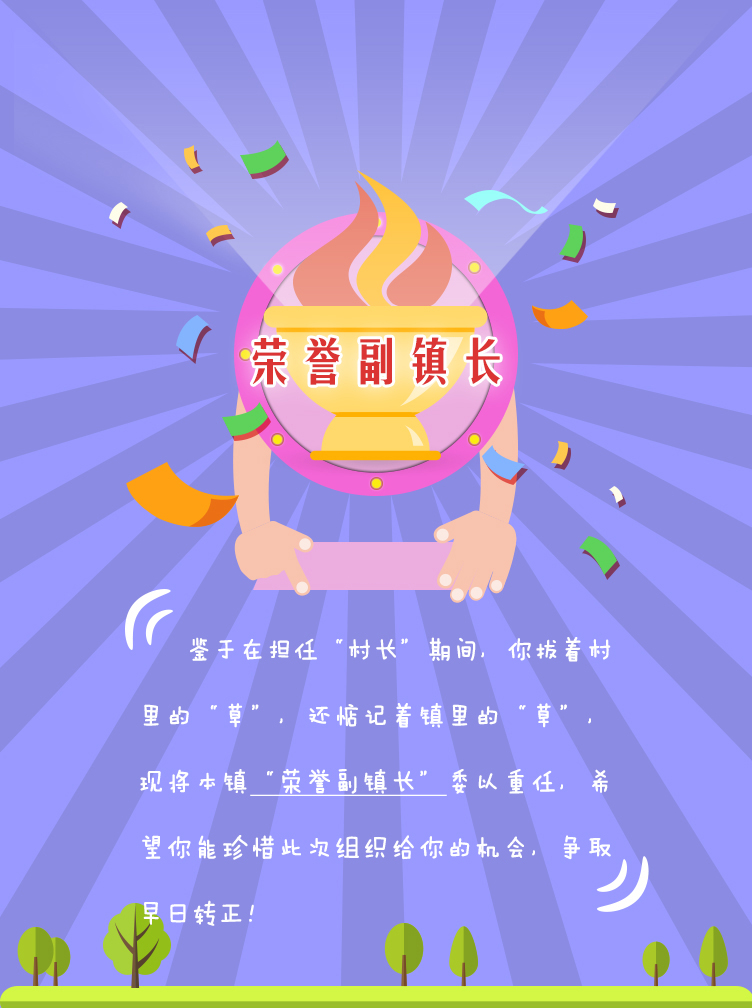 荣誉副镇长
鉴于在担任“村长”期间，你拔着村
里的“草”，还惦记着镇里的“草”，
现将本镇“荣誉副镇长”委以重任，希
望你能珍惜此次组织给你的机会，争取
早日转正！